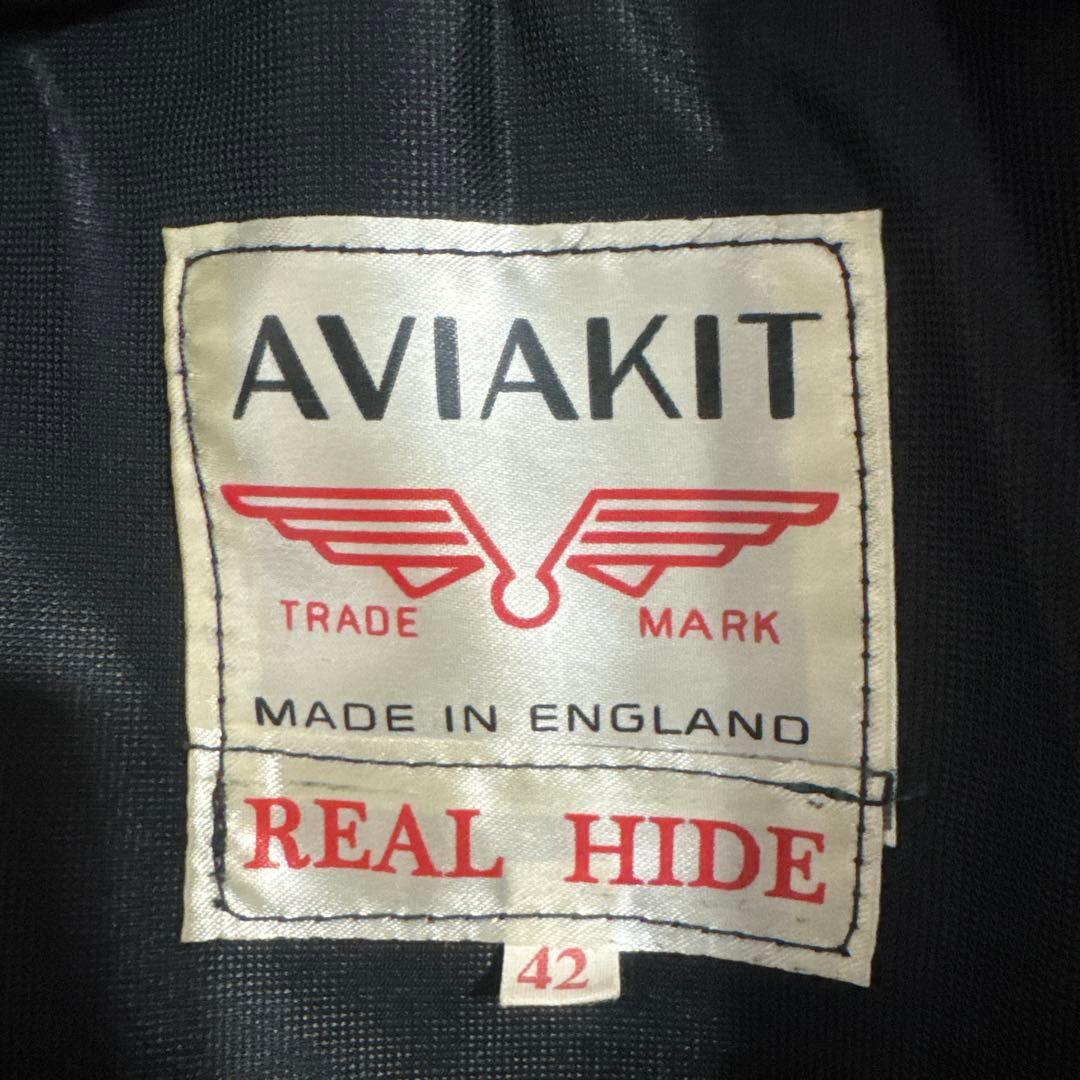 AVIAKIT
TRADE MARK
MADE IN ENGLAND
REAL HIDE
42